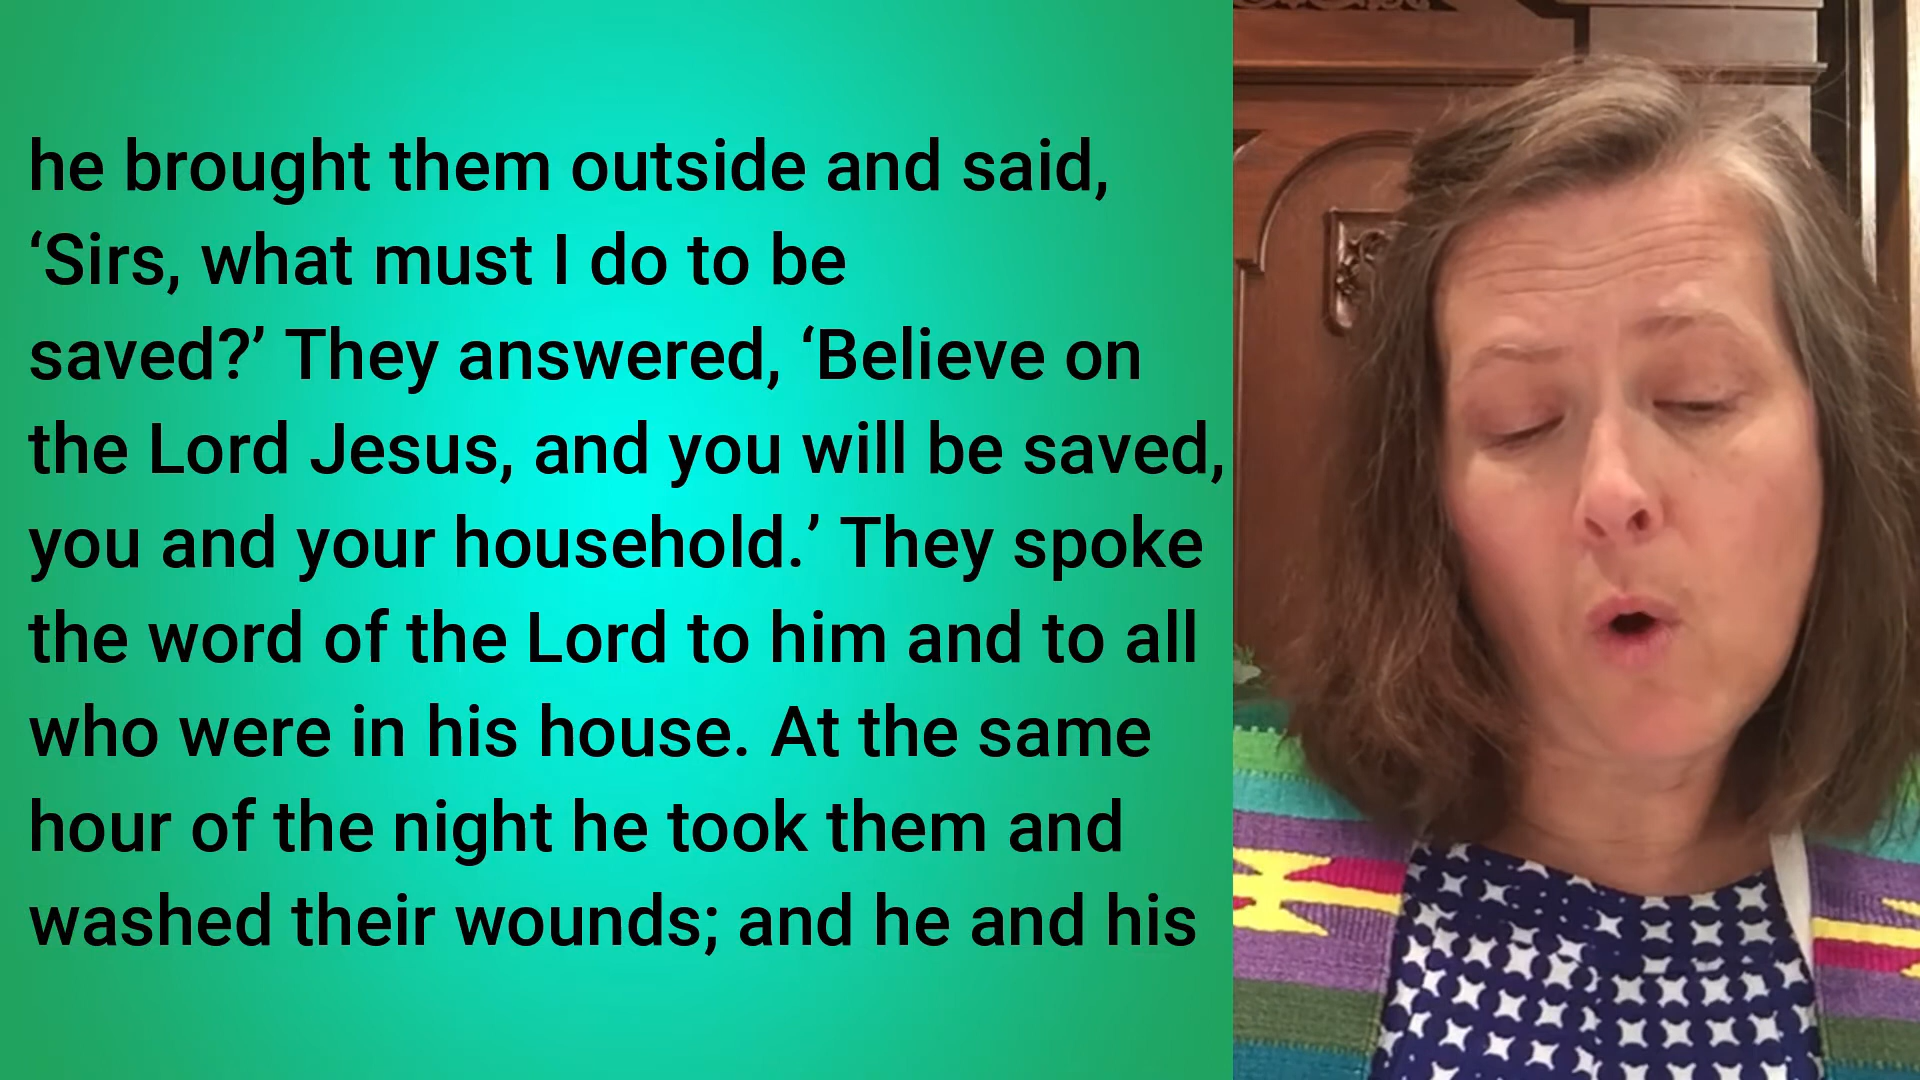 he brought them outside and said,
‘Sirs, what must I do to be
saved?’ They answered, ‘Believe on
the Lord Jesus, and you will be saved,
you and your household.’ They spoke
the word of the Lord to him and to all
who were in his house. At the same
hour of the night he took them and
washed their wounds; and he and his